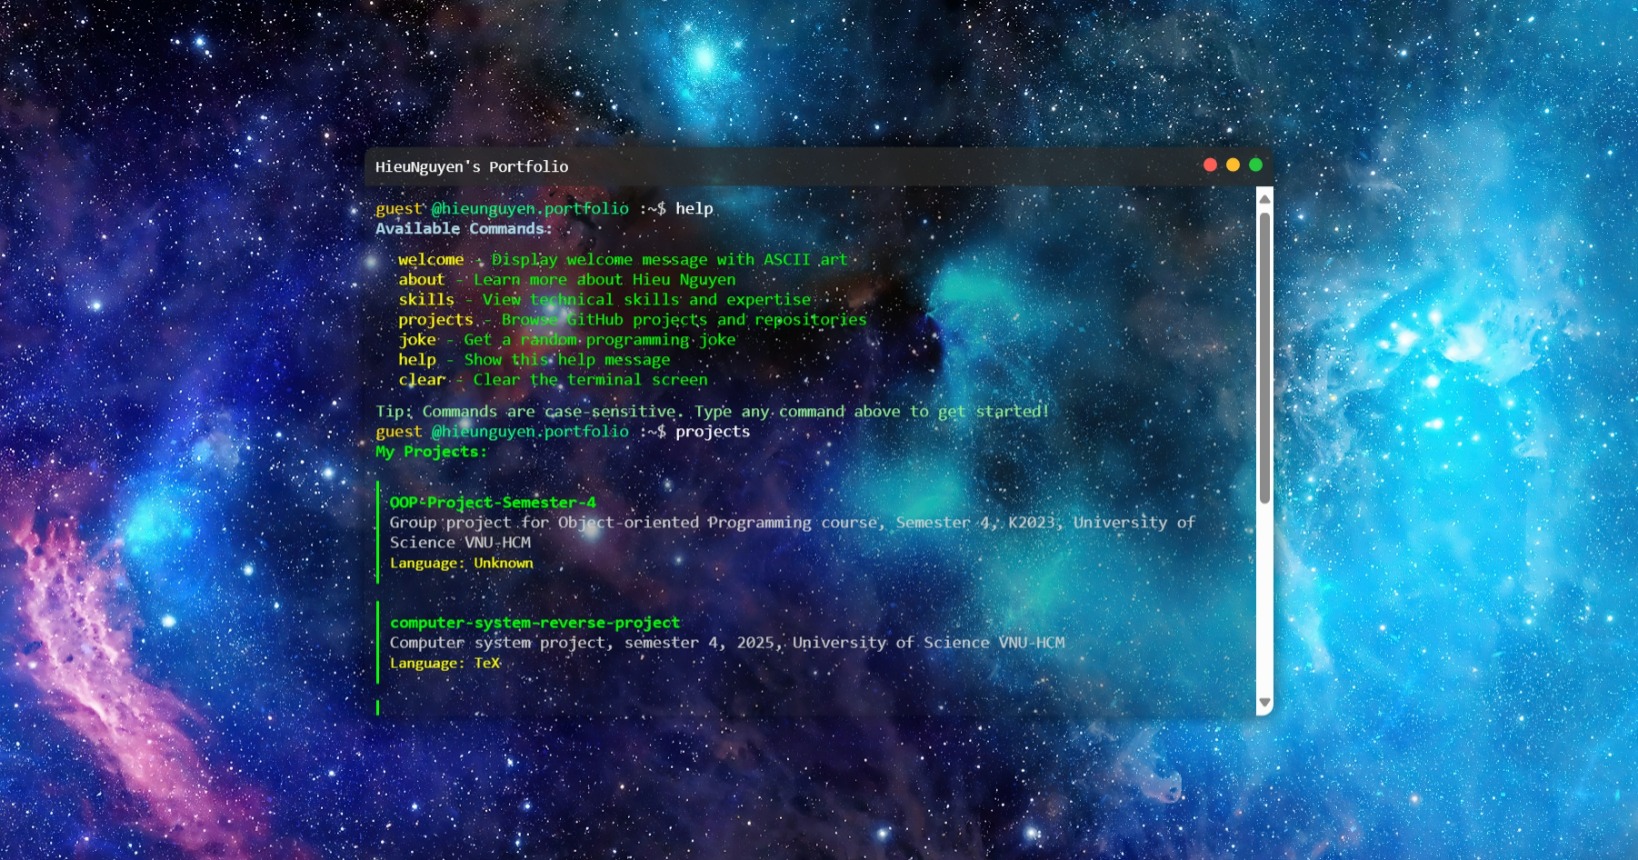 HieuNguyen's Portfolio
guest @hieunguyen.portfolio :~$ help
Available Commands:
welcome - Display welcome message with ASCII art
about - Learn more about Hieu Nguyen
skills - View technical skills and expertise
projects - Browse GitHub projects and repositories
joke - Get a random programming joke
help - Show this help message
clear - Clear the terminal screen
Tip: Commands are case-sensitive. Type any command above to get started!
guest @hieunguyen.portfolio :~$ projects
My Projects:
OOP-Project-Semester-4
Group project for Object-oriented Programming course, Semester 4, K2023, University of
Science VNU-HCM
Language: Unknown
computer-system-reverse-project
Computer system project, semester 4, 2025, University of Science VNU-HCM
Language: TeX